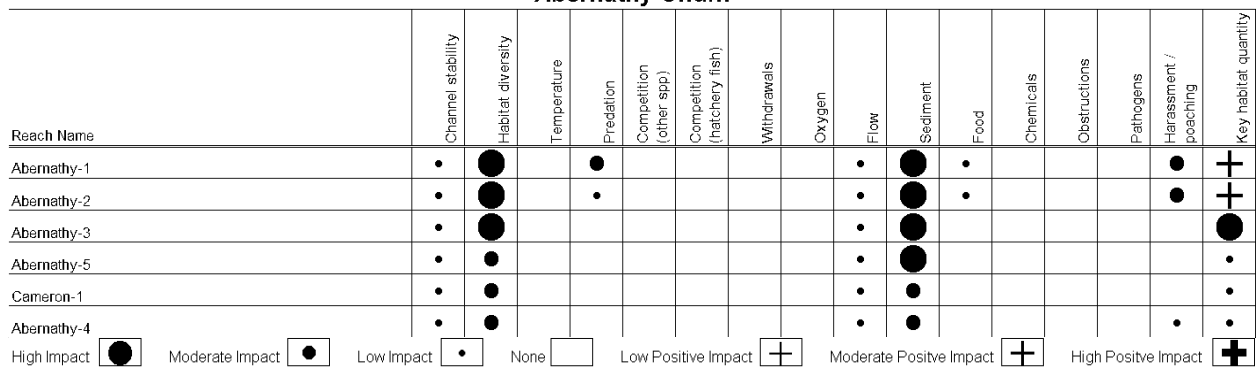 Reach Name
Channel stability
Habitat diversity
Temperature
Predation
Competition
(other spp)
Competition
(hatchery fish)
Withdrawals
Oxygen
Flow
Sediment
Food
Chemicals
Obstructions
Pathogens
Harassment /
poaching
Key habitat quantity
Abernathy-1
Abernathy-2
Abernathy-3
Abernathy-5
Cameron-1
Abernathy-4
High Impact Moderate Impact Low Impact None Low Positive Impact Moderate Positve Impact High Positve Impact